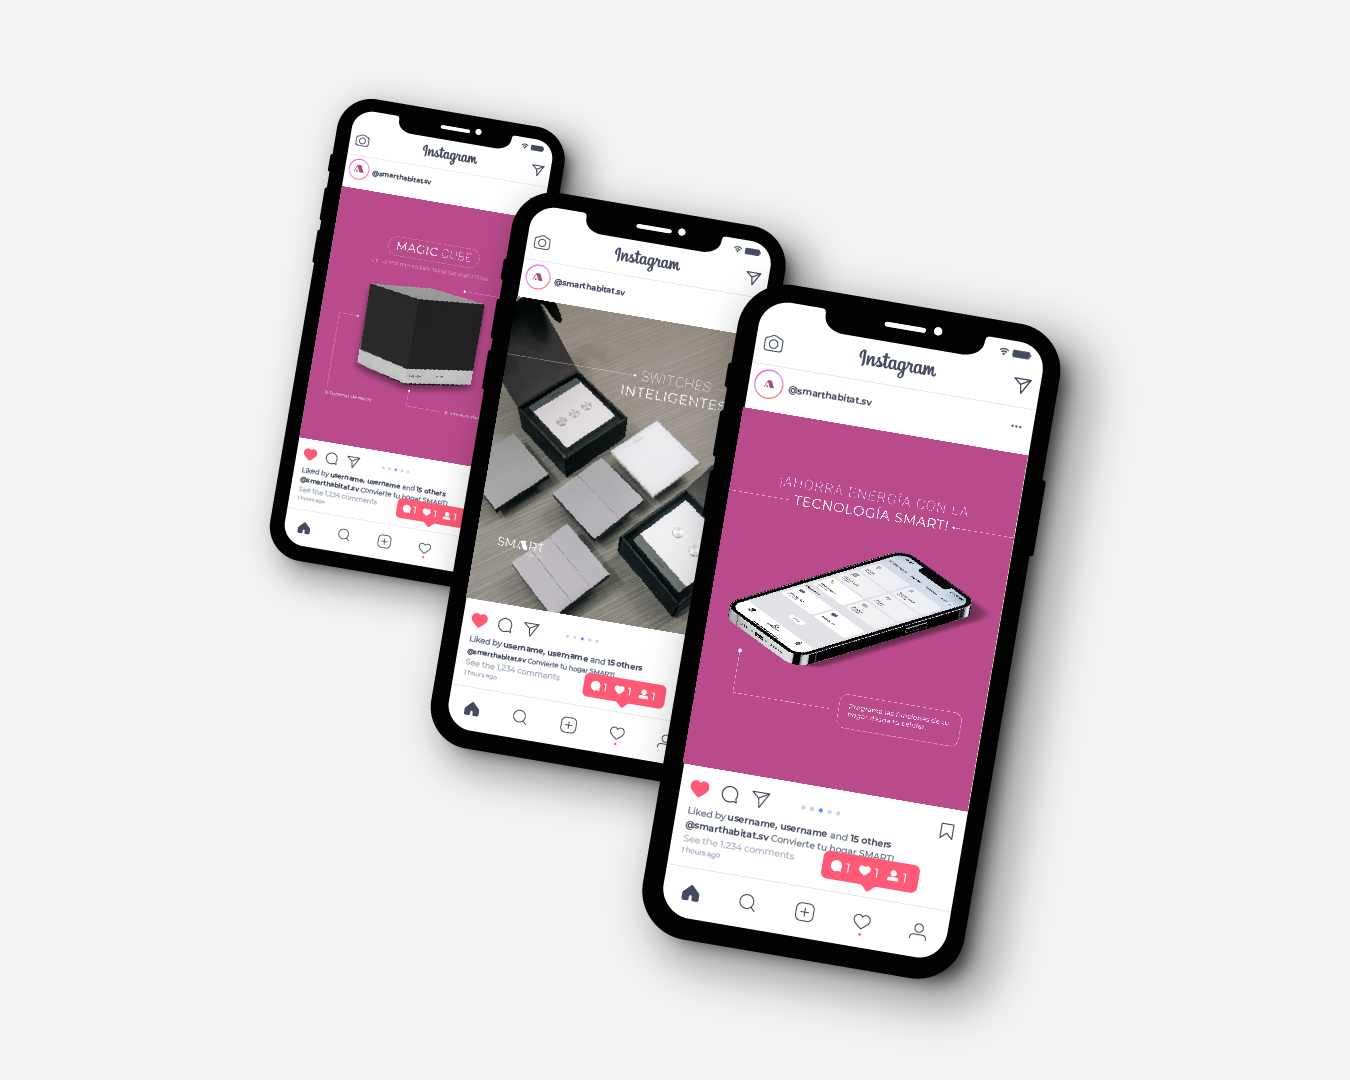 Instagram
@smarthabitat.sv
MAGIC CUBE
Liked by username, username and 15 others
@smarthabitat.sv Convierte tu hogar SMART!
See the 1,234 comments
1 hours ago
1 1 1
Instagram
@smarthabitat.sv
SWITCHES
INTELIGENTES
SMART
Liked by username, username and 15 others
@smarthabitat.sv Convierte tu hogar SMART!
See the 1,234 comments
1 hours ago
1 1 1
Instagram
@smarthabitat.sv
¡AHORRA ENERGÍA CON LA
TECNOLOGÍA SMART!
Programa las funciones de tu
hogar desde tu celular.
Liked by username, username and 15 others
@smarthabitat.sv Convierte tu hogar SMART!
See the 1,234 comments
1 hours ago
1 1 1